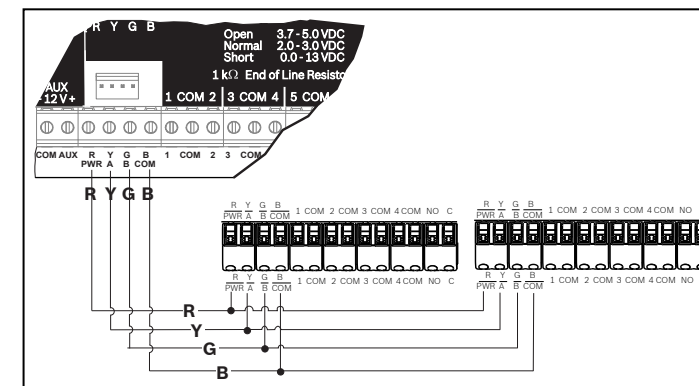 R Y G B
Open 3.7-5.0 VDC
Normal 2.0-3.0 VDC
Short 0.0-13 VDC
1 kΩ End of Line Resisto
AUX
12 V +
1 COM 2 3 COM 4 5 COM
COM AUX R Y G B 1 COM 2 3 COM
PWR A B COM
R Y G B
R Y G B 1 COM 2 COM 3 COM 4 COM NO C
PWR A B COM
R Y G B 1 COM 2 COM 3 COM 4 COM NO
PWR A B COM
R Y G B 1 COM 2 COM 3 COM 4 COM NO C
PWR A B COM
R Y G B 1 COM 2 COM 3 COM 4 COM NO
PWR A B COM
R
Y
G
B